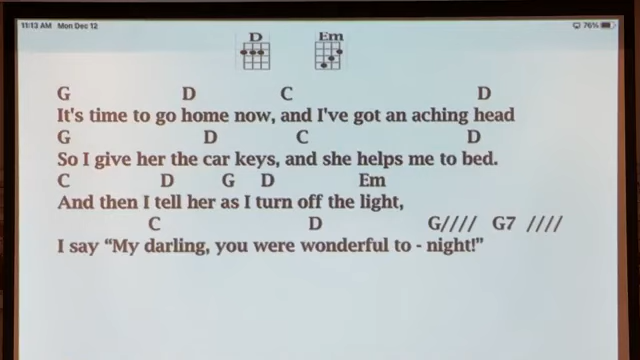 11:13 AM Mon Dec 12 76%
D Em
G D C D
It's time to go home now, and I've got an aching head
G D C D
So I give her the car keys, and she helps me to bed.
C D G D Em
And then I tell her as I turn off the light,
C D G//// G7 ////
I say “My darling, you were wonderful to - night!”